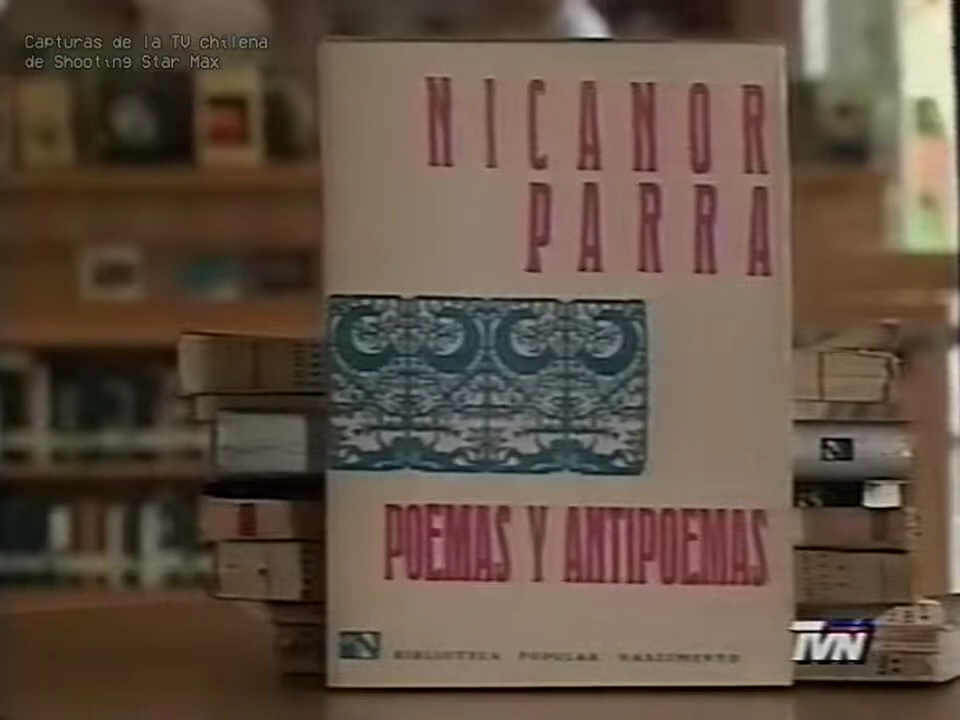 Capturas de la TV chilena
de Shooting Star Max
NICANOR
PARRA
POEMAS Y ANTIPOEMAS
BIBLIOTECA POPULAR NASCIMENTO
TVN